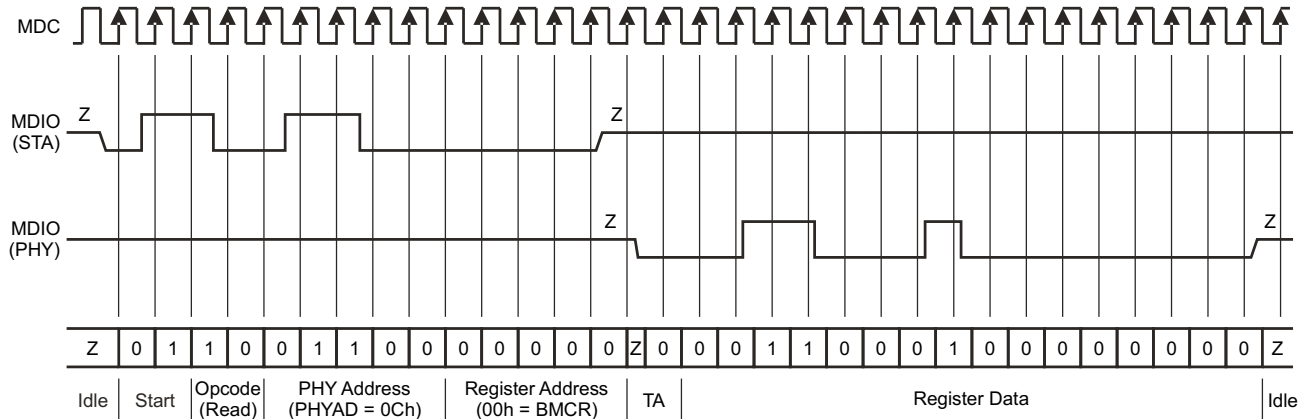 MDC
Z
Z
MDIO
(STA)
Z
Z
MDIO
(PHY)
Z 0 1 1 0 0 1 1 0 0 0 0 0 0 0 Z 0 0 0 1 1 0 0 0 1 0 0 0 0 0 0 0 0 Z
Idle Start Opcode (Read) PHY Address (PHYAD = 0Ch) Register Address (00h = BMCR) TA Register Data Idle